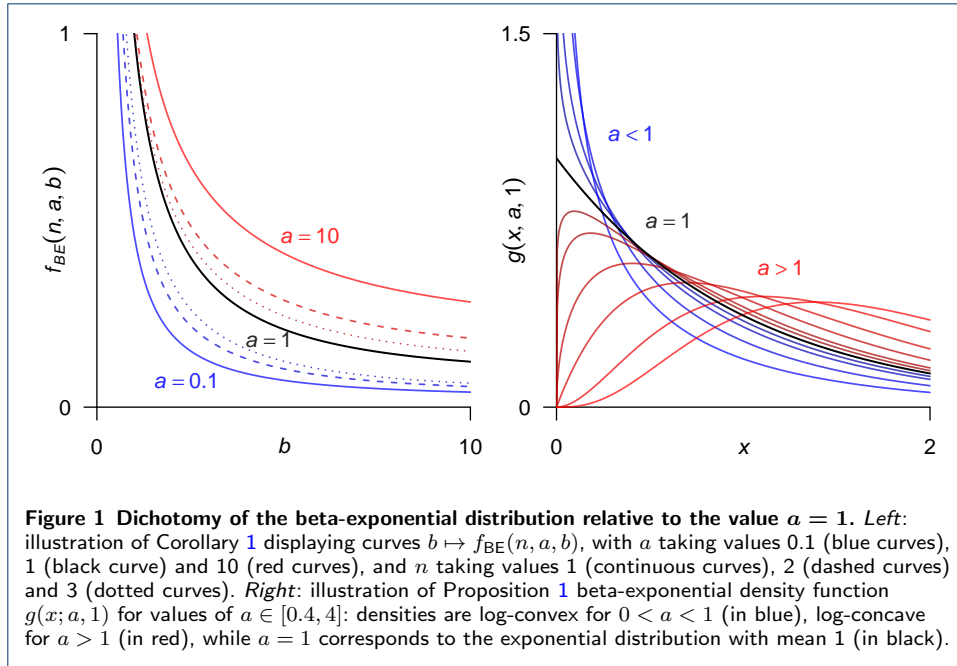 1
f_BE(n, a, b)
a = 10
a = 1
a = 0.1
0
0
b
10
1.5
g(x, a, 1)
a < 1
a = 1
a > 1
0
0
x
2
Figure 1 Dichotomy of the beta-exponential distribution relative to the value a = 1. Left:
illustration of Corollary 1 displaying curves b ↦ f_BE(n, a, b), with a taking values 0.1 (blue curves),
1 (black curve) and 10 (red curves), and n taking values 1 (continuous curves), 2 (dashed curves)
and 3 (dotted curves). Right: illustration of Proposition 1 beta-exponential density function
g(x; a, 1) for values of a ∈ [0.4, 4]: densities are log-convex for 0 < a < 1 (in blue), log-concave
for a > 1 (in red), while a = 1 corresponds to the exponential distribution with mean 1 (in black).